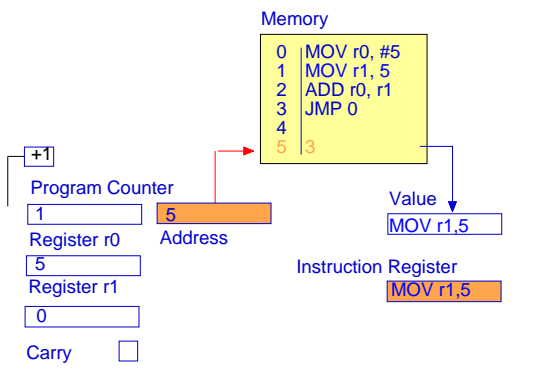 Memory
0 MOV r0, #5
1 MOV r1, 5
2 ADD r0, r1
3 JMP 0
4
5 3
+1
Program Counter
1
5
Address
Register r0
5
Register r1
0
Carry
Value
MOV r1,5
Instruction Register
MOV r1,5